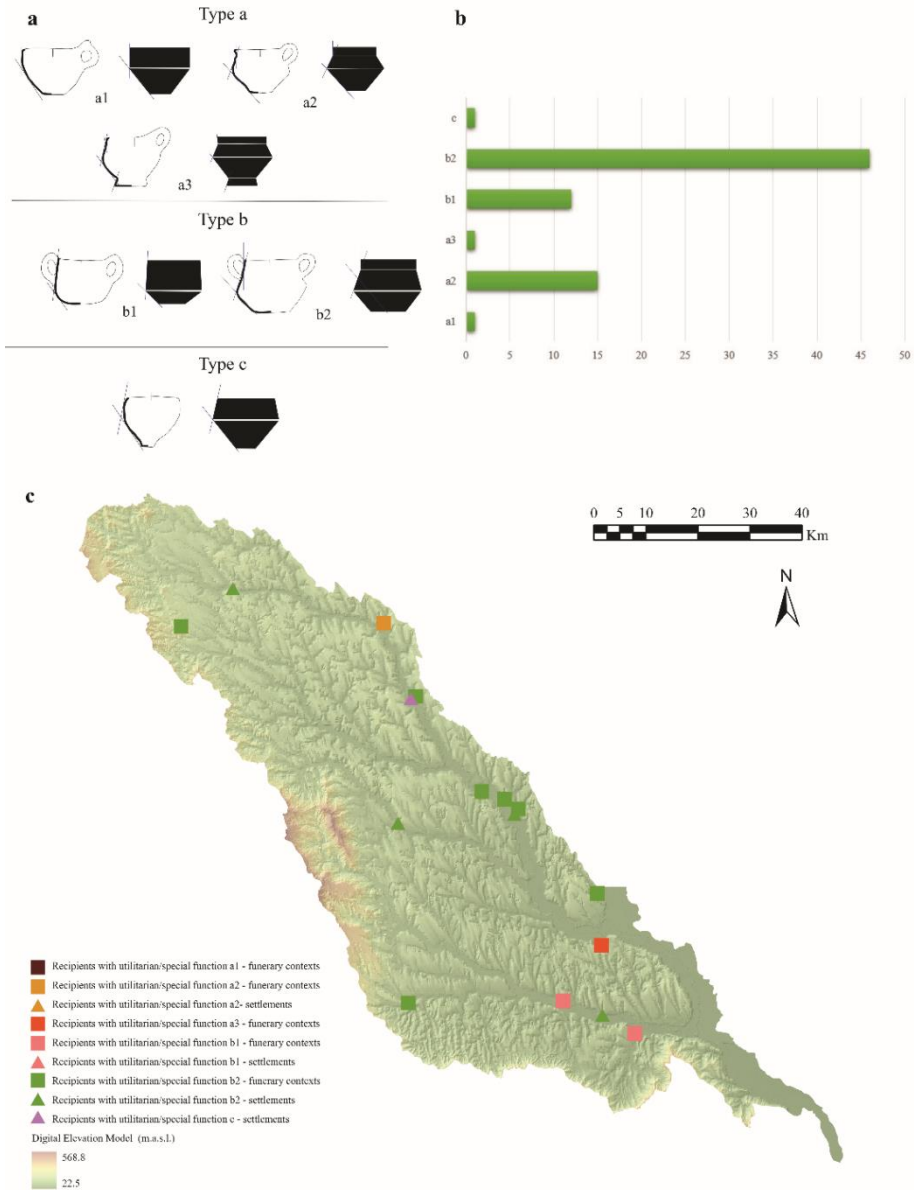 a
Type a
a1
a2
a3
Type b
b1
b2
Type c
b
c
b2
b1
a3
a2
a1
0 5 10 15 20 25 30 35 40 45 50
c
0 5 10 20 30 40
Km
N
Recipients with utilitarian/special function a1 - funerary contexts
Recipients with utilitarian/special function a2 - funerary contexts
Recipients with utilitarian/special function a2- settlements
Recipients with utilitarian/special function a3 - funerary contexts
Recipients with utilitarian/special function b1 - funerary contexts
Recipients with utilitarian/special function b1 - settlements
Recipients with utilitarian/special function b2 - funerary contexts
Recipients with utilitarian/special function b2 - settlements
Recipients with utilitarian/special function c - settlements
Digital Elevation Model (m.a.s.l.)
568.8
22.5